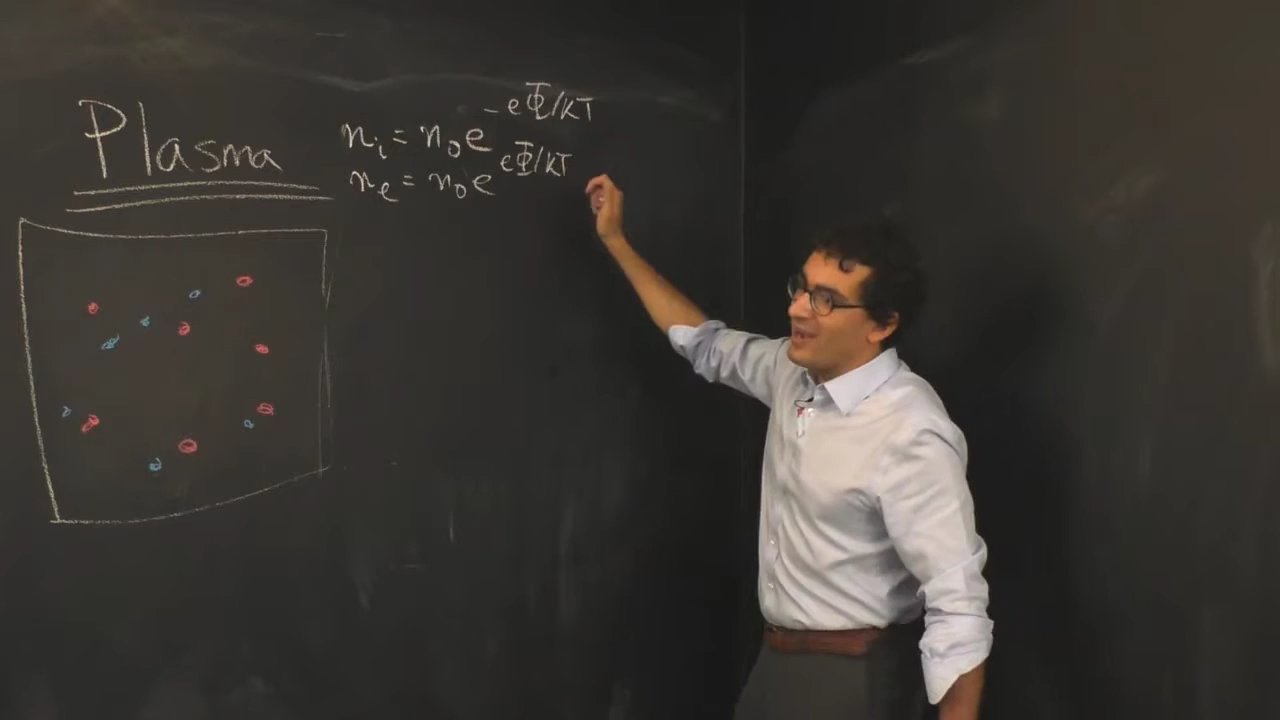 Plasma
nᵢ = n₀e^(-eΦ/kT)
nₑ = n₀e^(eΦ/kT)